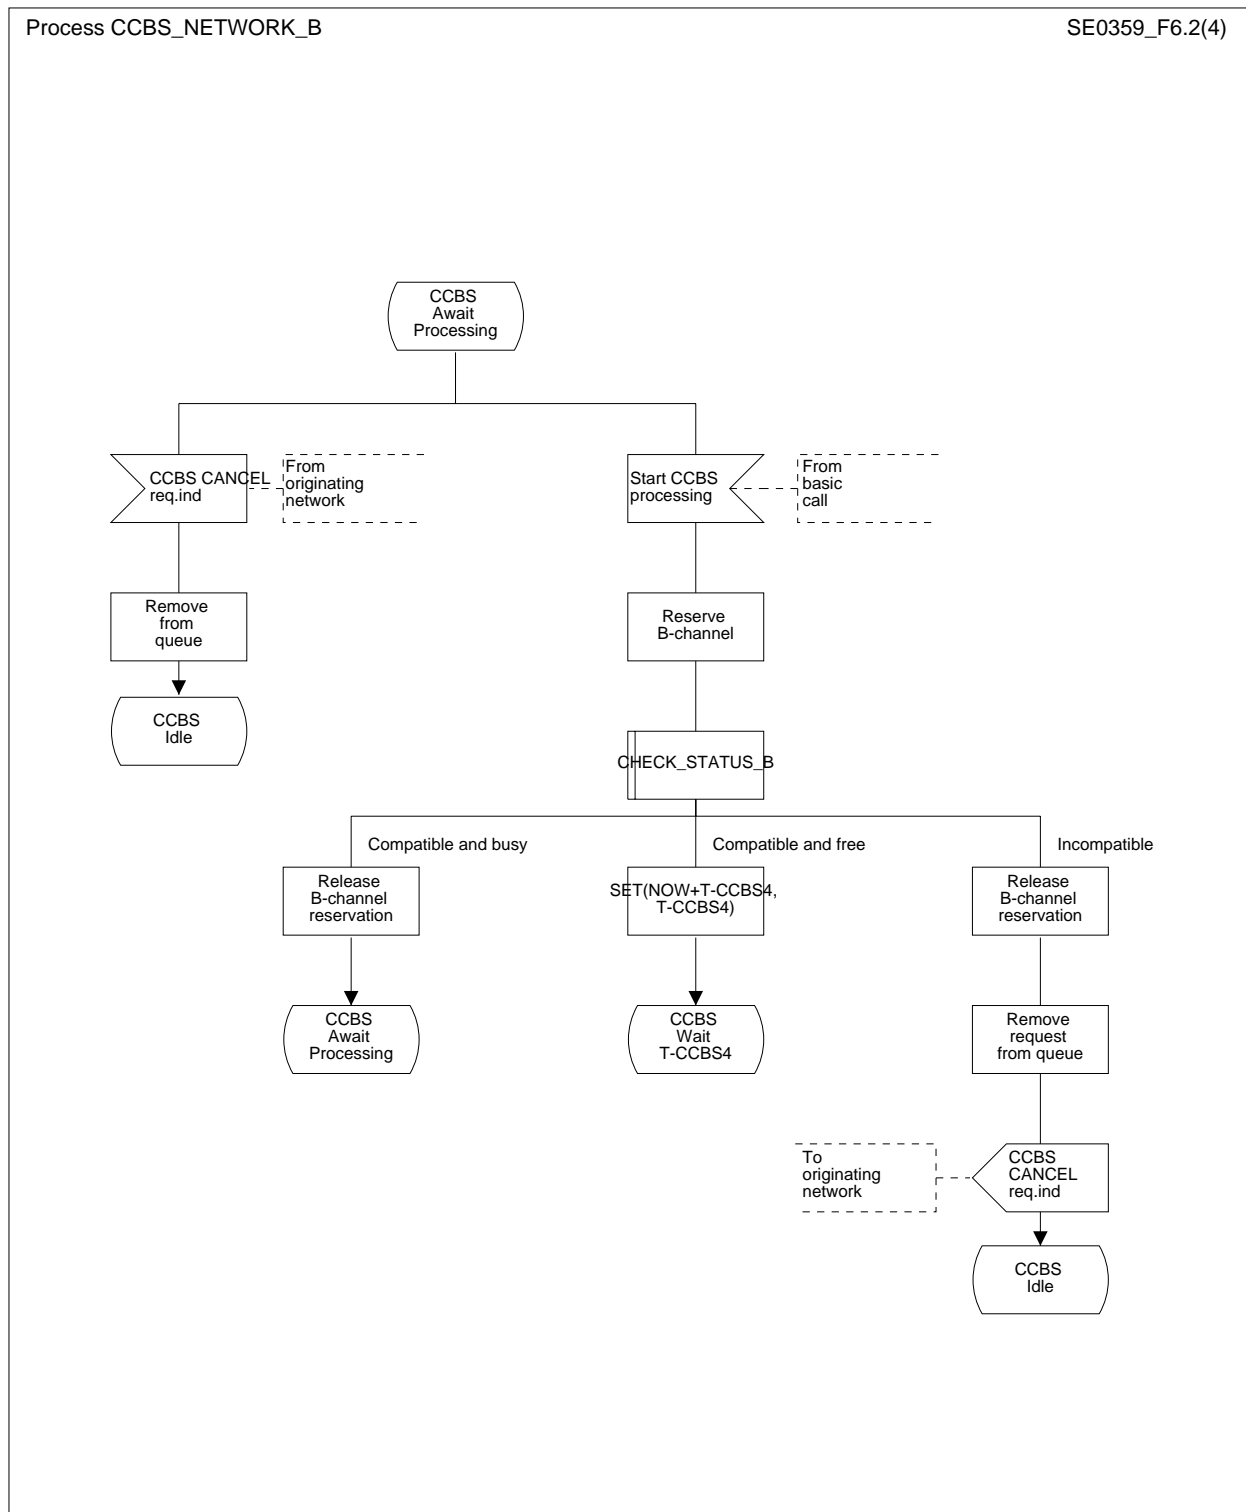 Process CCBS_NETWORK_B
SE0359_F6.2(4)
CCBS
Await
Processing
CCBS CANCEL
req.ind
From
originating
network
Start CCBS
processing
From
basic
call
Remove
from
queue
Reserve
B-channel
CCBS
Idle
CHECK_STATUS_B
Compatible and busy
Compatible and free
Incompatible
Release
B-channel
reservation
SET(NOW+T-CCBS4,
T-CCBS4)
Release
B-channel
reservation
CCBS
Await
Processing
CCBS
Wait
T-CCBS4
Remove
request
from queue
To
originating
network
CCBS
CANCEL
req.ind
CCBS
Idle